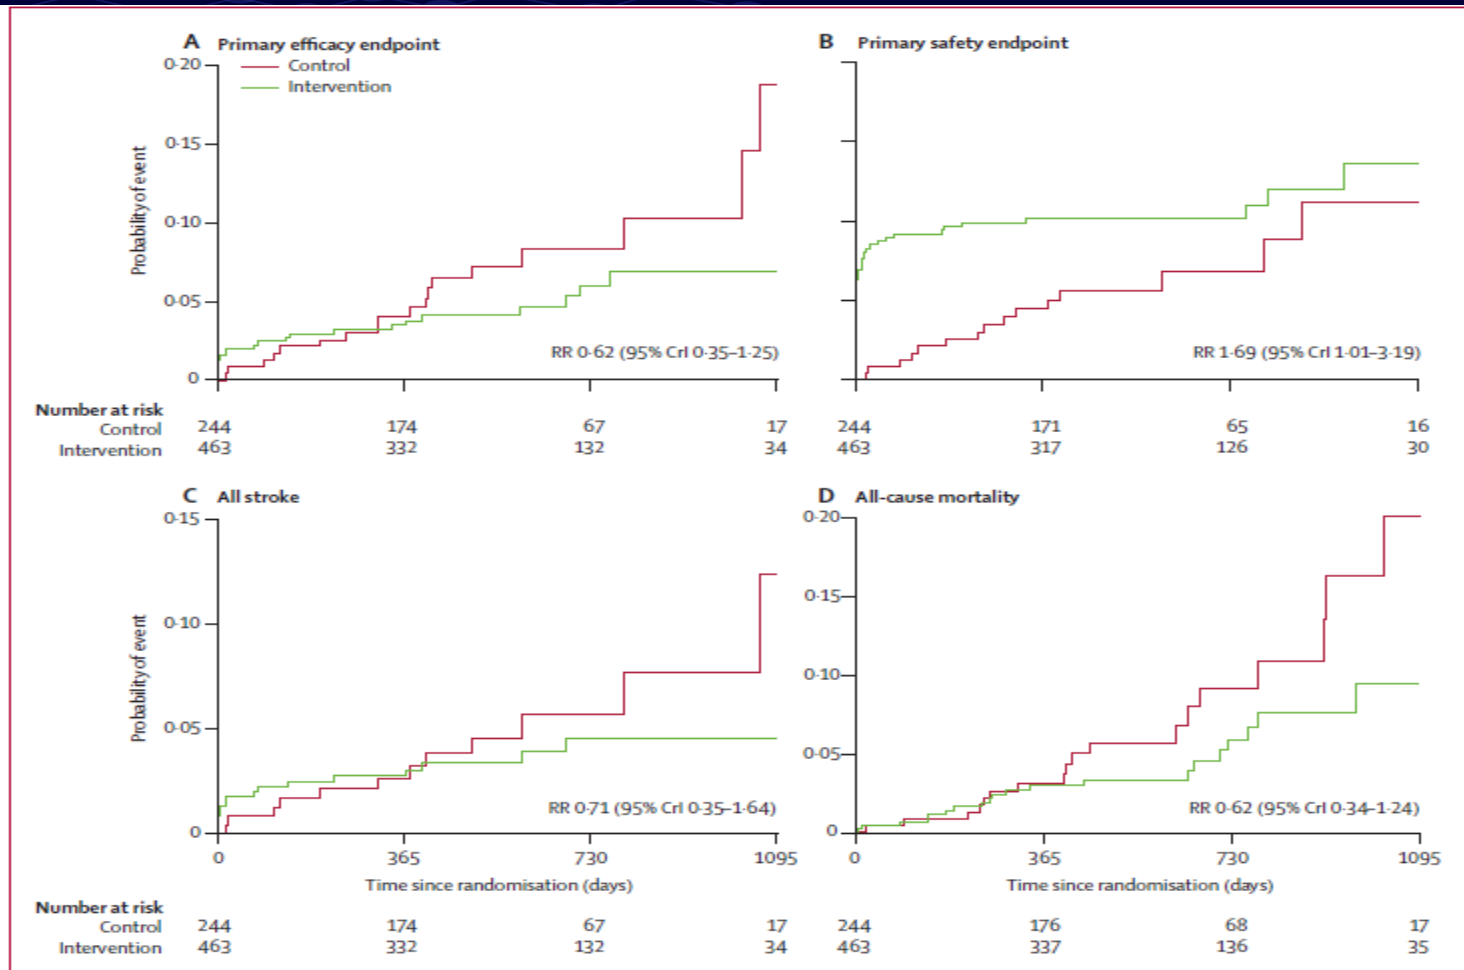 A Primary efficacy endpoint
Control
Intervention
0·20
0·15
0·10
0·05
0
Probability of event
RR 0·62 (95% CrI 0·35–1·25)
B Primary safety endpoint
RR 1·69 (95% CrI 1·01–3·19)
Number at risk
Control 244 174 67 17 244 171 65 16
Intervention 463 332 132 34 463 317 126 30
C All stroke
0·15
0·10
0·05
0
Probability of event
RR 0·71 (95% CrI 0·35–1·64)
0 365 730 1095
Time since randomisation (days)
D All-cause mortality
0·20
0·15
0·10
0·05
0
RR 0·62 (95% CrI 0·34–1·24)
0 365 730 1095
Time since randomisation (days)
Number at risk
Control 244 174 67 17 244 176 68 17
Intervention 463 332 132 34 463 337 136 35